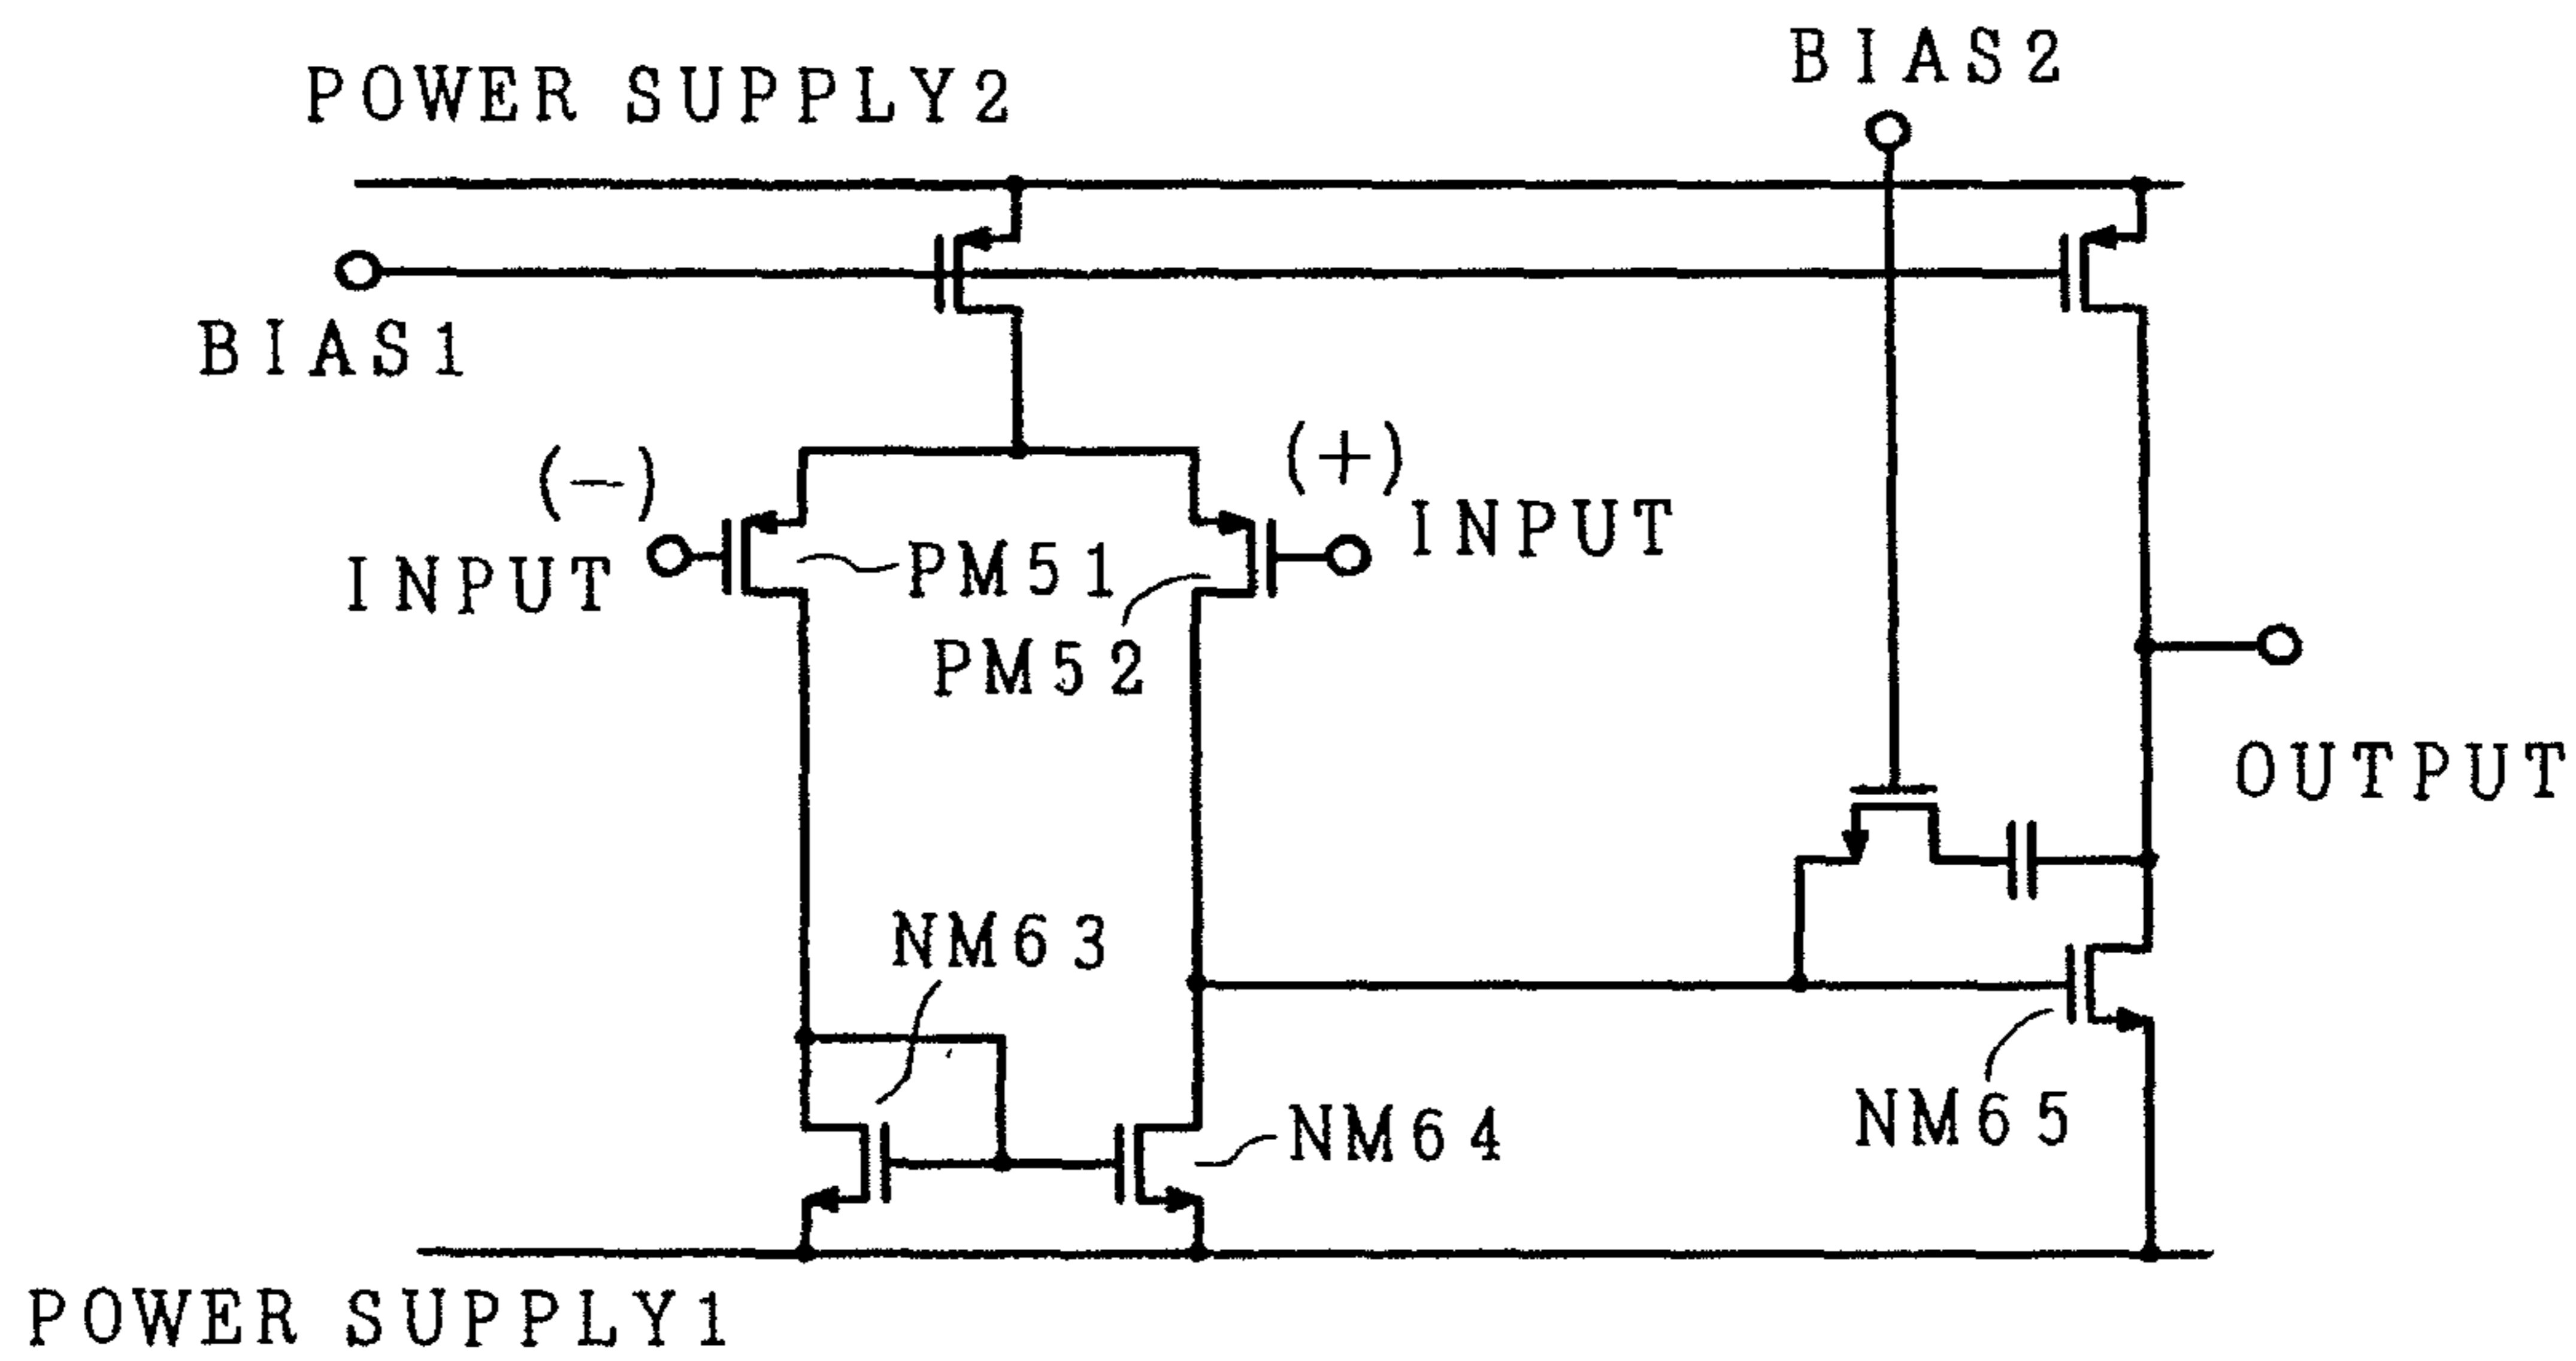 BIAS2
POWER SUPPLY2
BIAS1
(−)
INPUT
(+)
INPUT
PM51
PM52
OUTPUT
NM63
NM64
NM65
POWER SUPPLY1